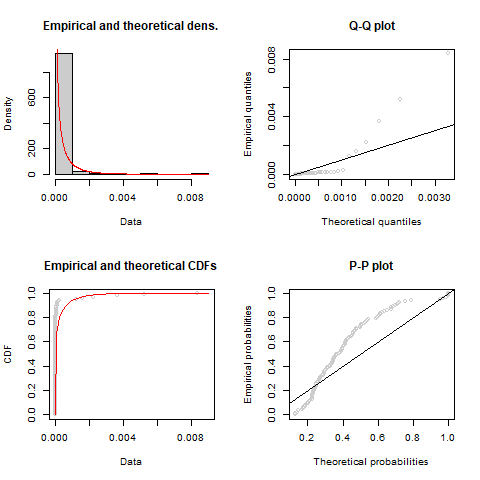 Empirical and theoretical dens.
Density
0 200 600
0.000 0.004 0.008
Data
Q-Q plot
Empirical quantiles
0.000 0.008
0.0000 0.0010 0.0020 0.0030
Theoretical quantiles
Empirical and theoretical CDFs
CDF
0.0 0.2 0.4 0.6 0.8 1.0
0.000 0.004 0.008
Data
P-P plot
Empirical probabilities
0.0 0.2 0.4 0.6 0.8 1.0
0.2 0.4 0.6 0.8 1.0
Theoretical probabilities